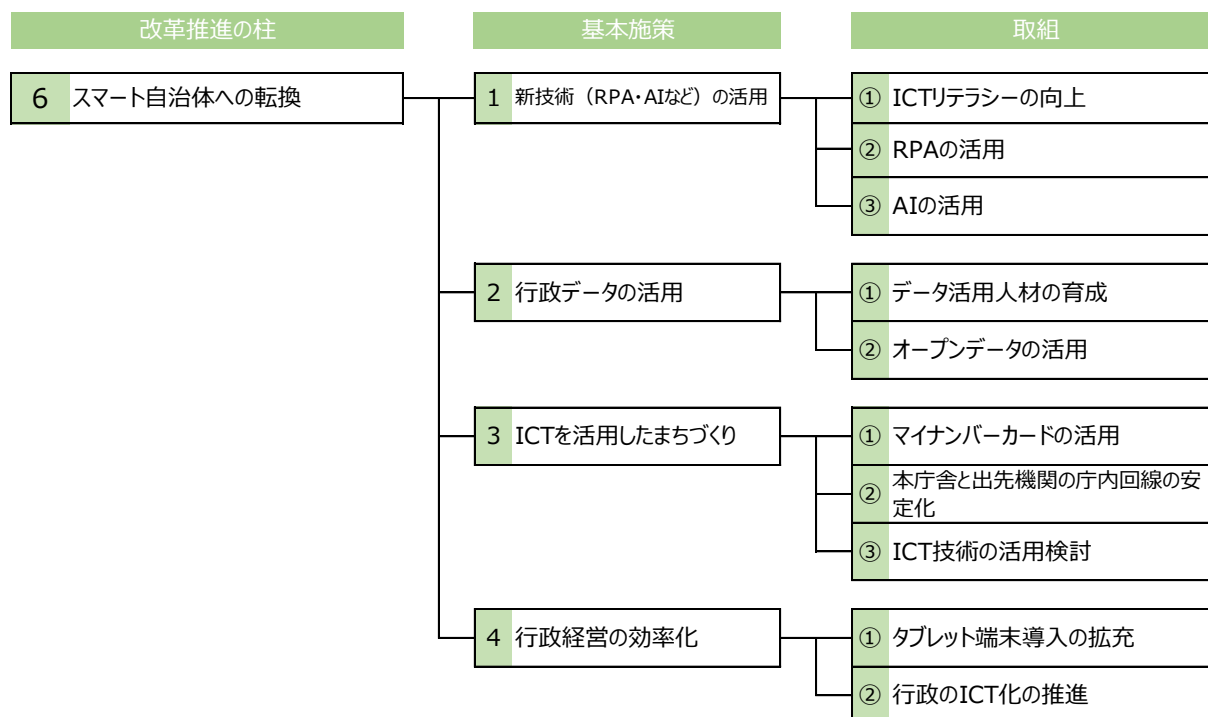 改革推進の柱 基本施策 取組
6 スマート自治体への転換
1 新技術（RPA・AIなど）の活用
① ICTリテラシーの向上
② RPAの活用
③ AIの活用
2 行政データの活用
① データ活用人材の育成
② オープンデータの活用
3 ICTを活用したまちづくり
① マイナンバーカードの活用
② 本庁舎と出先機関の庁内回線の安
定化
③ ICT技術の活用検討
4 行政経営の効率化
① タブレット端末導入の拡充
② 行政のICT化の推進